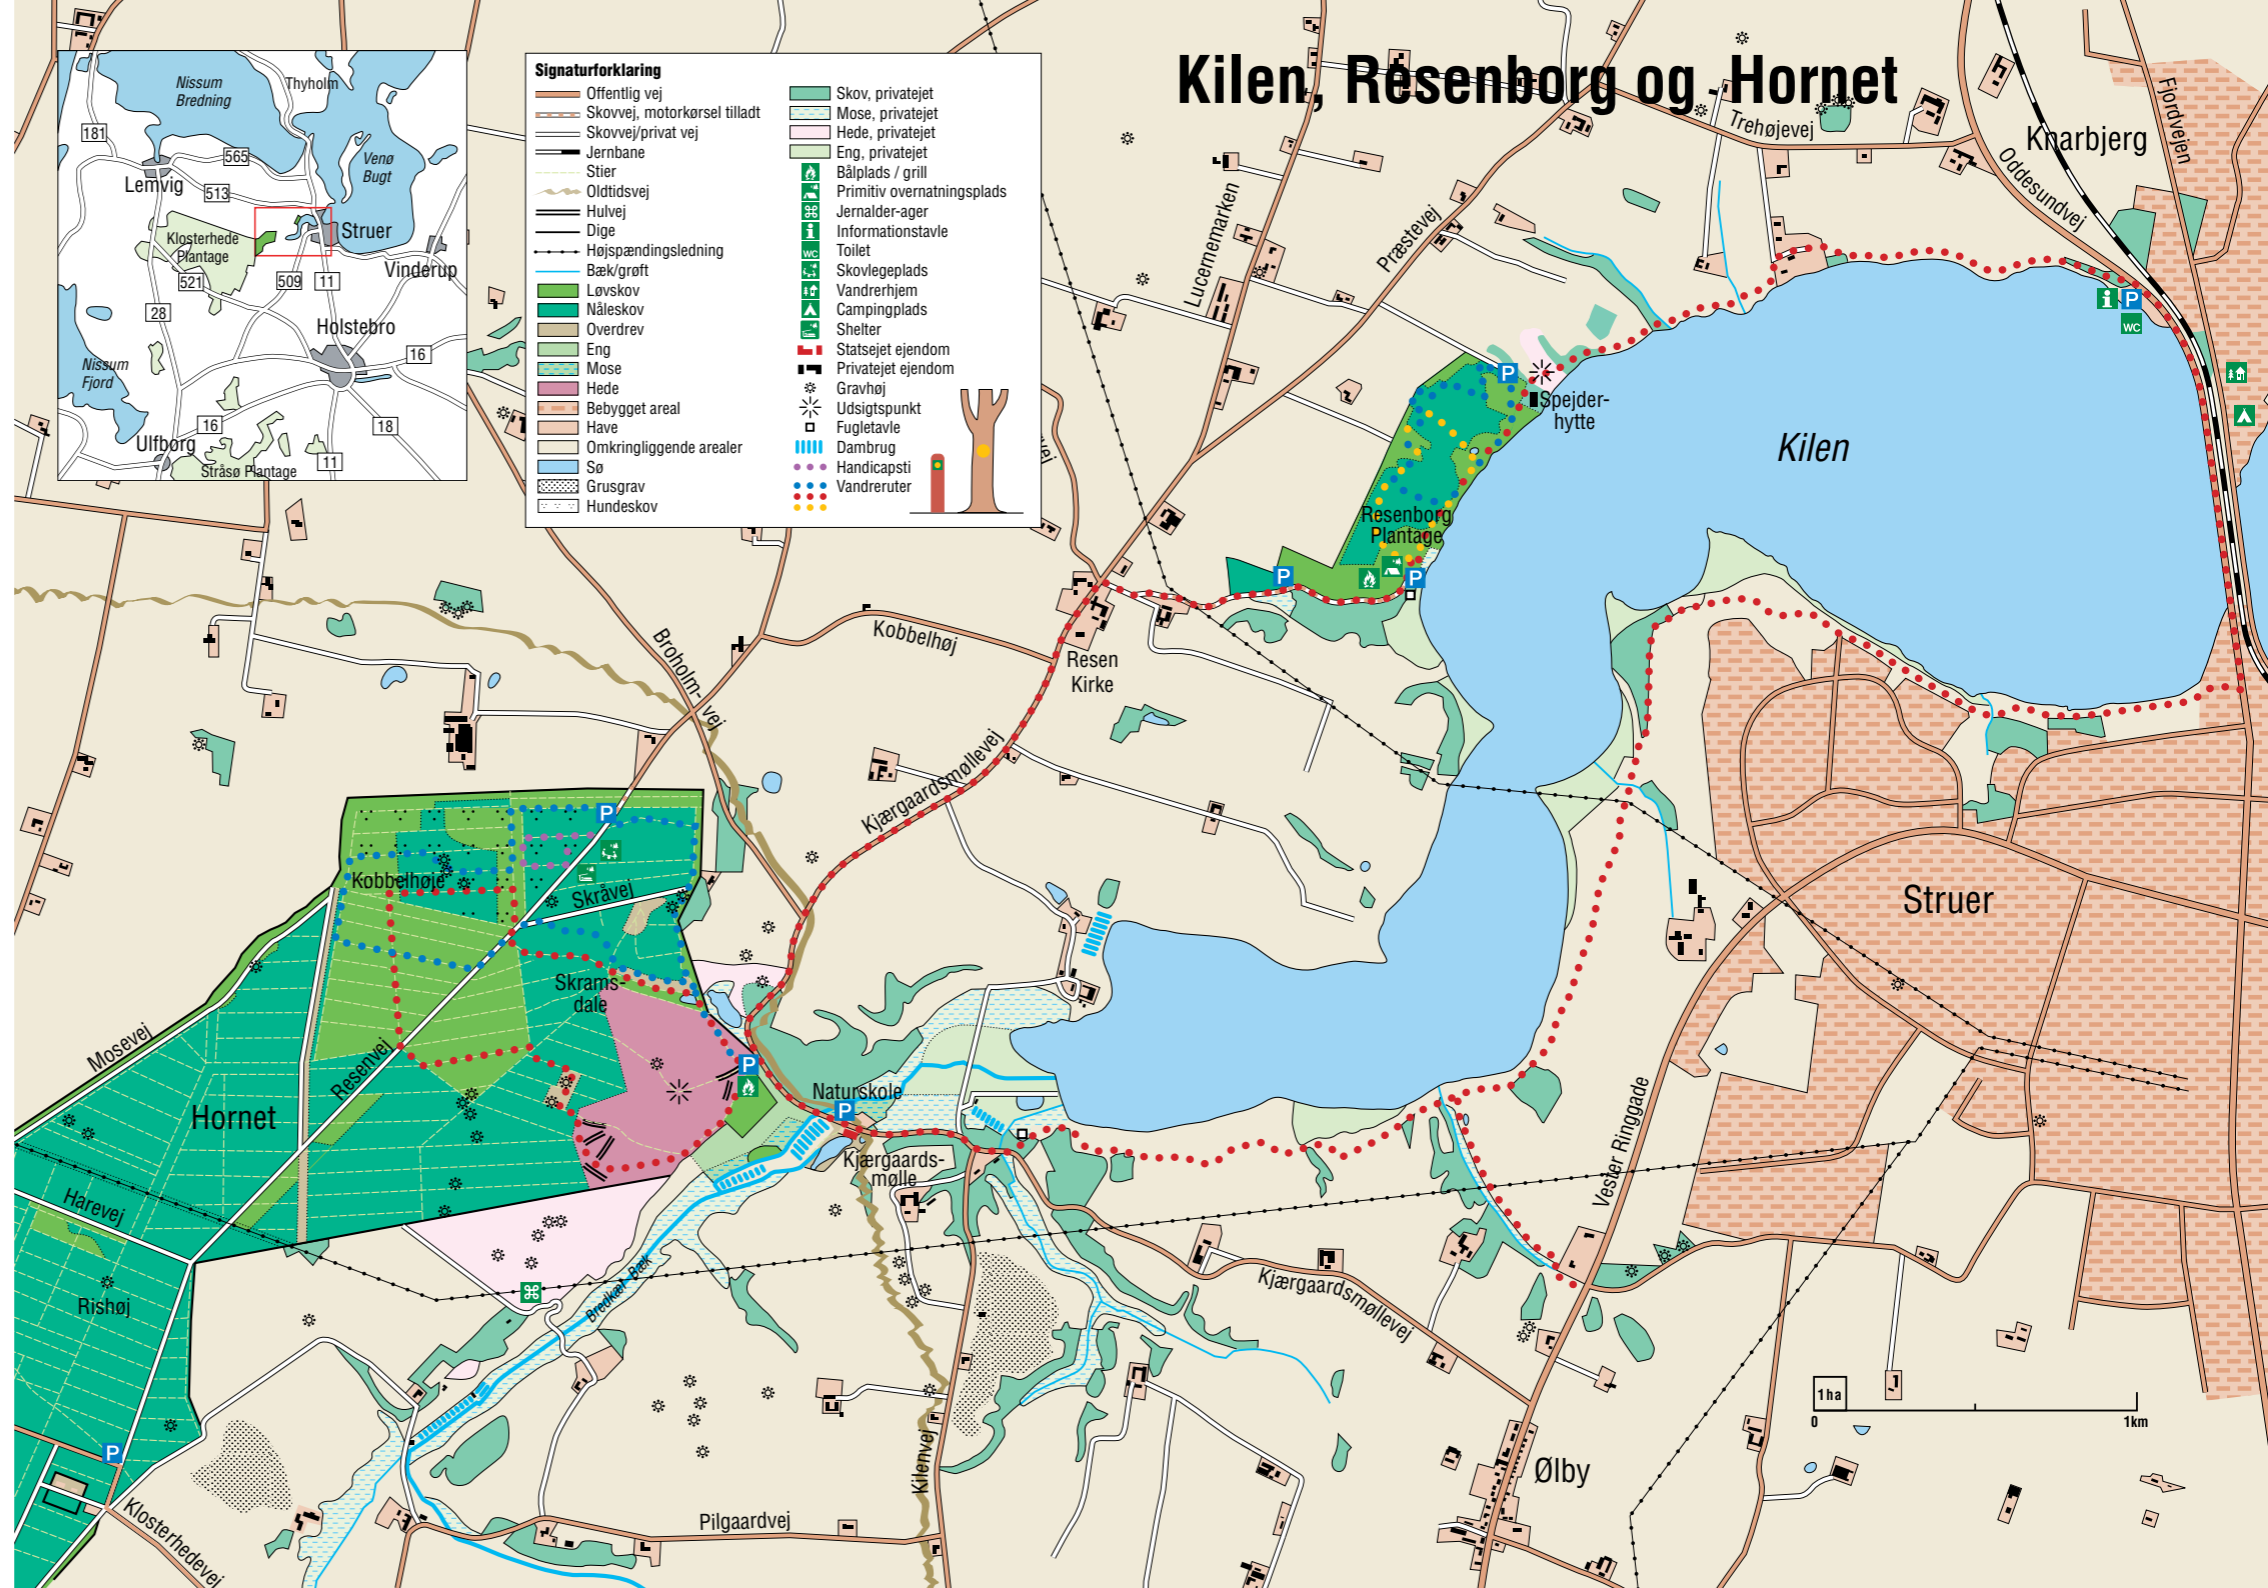 Kilen, Resenborg og Hornet
Nissum
Bredning
Thyholm
181
565
Venø
Bugt
Lemvig
513
Klosterhede
Plantage
Struer
521
509
11
Vinderup
28
Holstebro
16
Nissum
Fjord
16
18
Ulfborg
11
Stråsø Plantage
Signaturforklaring
Offentlig vej
Skovvej, motorkørsel tilladt
Skovvej/privat vej
Jernbane
Stier
Oldtidsvej
Hulvej
Dige
Højspændingsledning
Bæk/grøft
Løvskov
Nåleskov
Overdrev
Eng
Mose
Hede
Bebygget areal
Have
Omkringliggende arealer
Sø
Grusgrav
Hundeskov
Skov, privatejet
Mose, privatejet
Hede, privatejet
Eng, privatejet
Bålplads / grill
Primitiv overnatningsplads
Jernalder-ager
i Informationstavle
WC Toilet
Skovlegeplads
Vandrerhjem
Campingplads
Shelter
Statsejet ejendom
Privatejet ejendom
Gravhøj
Udsigtspunkt
Fugletavle
Dambrug
Handicapsti
Vandreruter
Trehøjevej
Knarbjerg
Fjordvejen
Oddesundvej
Lucernemarken
Præstevej
i
P
WC
P
Spejder-
hytte
Kilen
vej
Resenborg
Plantage
P
P
Kobbelhøj
Resen
Kirke
Broholm-
vej
Kjærgaardsmøllevej
P
Kobbelhøje
Skråvej
Struer
Skrams-
dale
Mosevej
Resenvej
P
Naturskole
P
Hornet
Kjærgaards-
mølle
Vester Ringgade
Harevej
Rishøj
Bredkær Bæk
Kjærgaardsmøllevej
1 ha
0
1km
P
Kilenvej
Ølby
Klosterhedevej
Pilgaardvej